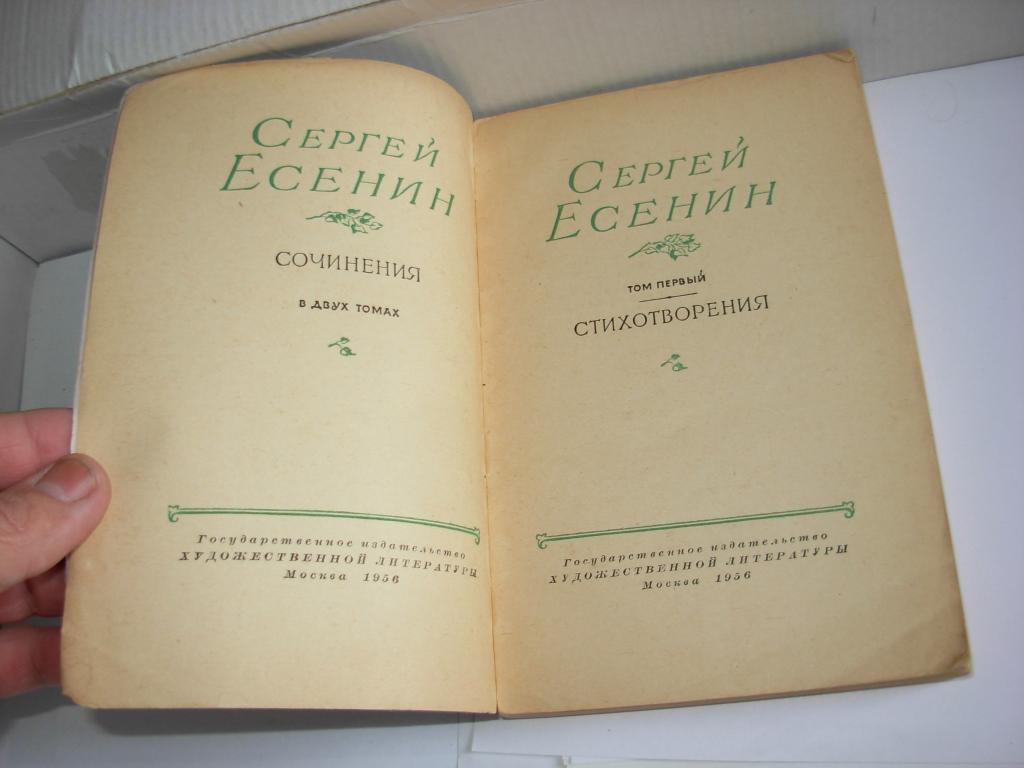 СЕРГЕЙ
ЕСЕНИН
СОЧИНЕНИЯ
В ДВУХ ТОМАХ
Государственное издательство
ХУДОЖЕСТВЕННОЙ ЛИТЕРАТУРЫ
Москва 1956
СЕРГЕЙ
ЕСЕНИН
ТОМ ПЕРВЫЙ
СТИХОТВОРЕНИЯ
Государственное издательство
ХУДОЖЕСТВЕННОЙ ЛИТЕРАТУРЫ
Москва 1956